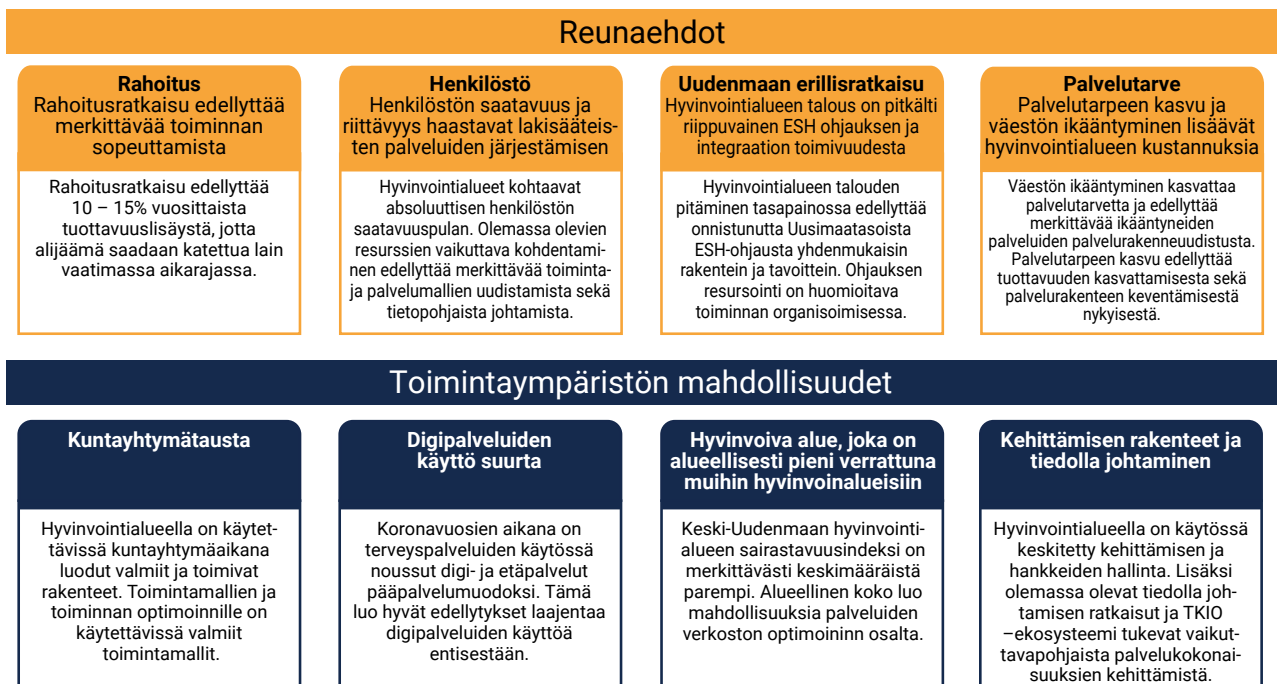 Reunaehdot
Rahoitus
Rahoitusratkaisu edellyttää
merkittävää toiminnan
sopeuttamista
Rahoitusratkaisu edellyttää
10 – 15% vuosittaista
tuottavuuslisäystä, jotta
alijäämä saadaan katettua lain
vaatimassa aikarajassa.
Henkilöstö
Henkilöstön saatavuus ja
riittävyys haastavat lakisääteis-
ten palveluiden järjestämisen
Hyvinvointialueet kohtaavat
absoluuttisen henkilöstön
saatavuuspulan. Olemassa olevien
resurssien vaikuttava kohdentami-
nen edellyttää merkittävää toiminta-
ja palvelumallien uudistamista sekä
tietopohjaista johtamista.
Uudenmaan erillisratkaisu
Hyvinvointialueen talous on pitkälti
riippuvainen ESH ohjauksen ja
integraation toimivuudesta
Hyvinvointialueen talouden
pitäminen tasapainossa edellyttää
onnistunutta Uusimaatasoista
ESH-ohjausta yhdenmukaisin
rakentein ja tavoittein. Ohjauksen
resursointi on huomioitava
toiminnan organisoimisessa.
Palvelutarve
Palvelutarpeen kasvu ja
väestön ikääntyminen lisäävät
hyvinvointialueen kustannuksia
Väestön ikääntyminen kasvattaa
palvelutarvetta ja edellyttää
merkittävää ikääntyneiden
palveluiden palvelurakenneuudistusta.
Palvelutarpeen kasvu edellyttää
tuottavuuden kasvattamisesta sekä
palvelurakenteen keventämisestä
nykyisestä.
Toimintaympäristön mahdollisuudet
Kuntayhtymätausta
Hyvinvointialueella on käytet-
tävissä kuntayhtymäaikana
luodut valmiit ja toimivat
rakenteet. Toimintamallien ja
toiminnan optimoinnille on
käytettävissä valmiit
toimintamallit.
Digipalveluiden
käyttö suurta
Koronavuosien aikana on
terveyspalveluiden käytössä
noussut digi- ja etäpalvelut
pääpalvelumuodoksi. Tämä
luo hyvät edellytykset laajentaa
digipalveluiden käyttöä
entisestään.
Hyvinvoiva alue, joka on
alueellisesti pieni verrattuna
muihin hyvinvoinalueisiin
Keski-Uudenmaan hyvinvointi-
alueen sairastavuusindeksi on
merkittävästi keskimääräistä
parempi. Alueellinen koko luo
mahdollisuuksia palveluiden
verkoston optimoininn osalta.
Kehittämisen rakenteet ja
tiedolla johtaminen
Hyvinvointialueella on käytössä
keskitetty kehittämisen ja
hankkeiden hallinta. Lisäksi
olemassa olevat tiedolla joh-
tamisen ratkaisut ja TKIO
–ekosysteemi tukevat vaikut-
tavapohjaista palvelukokonai-
suuksien kehittämistä.